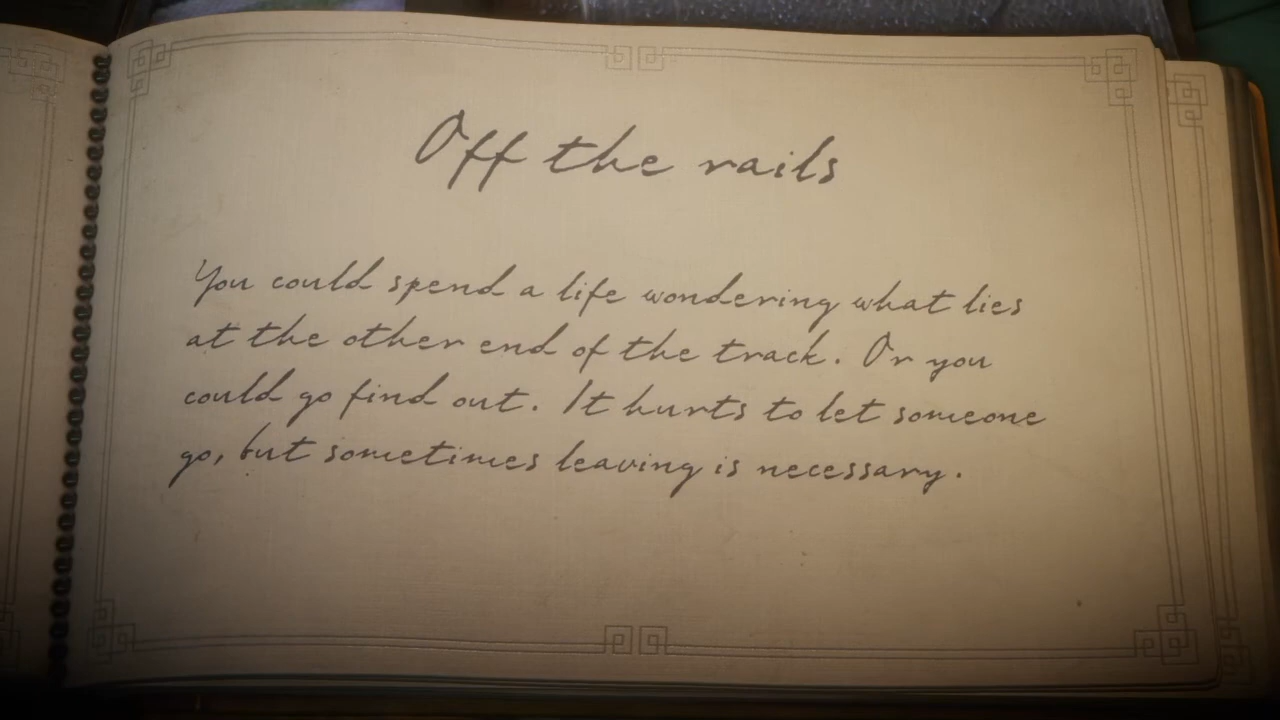 Off the rails
You could spend a life wondering what lies
at the other end of the track. Or you
could go find out. It hurts to let someone
go, but sometimes leaving is necessary.